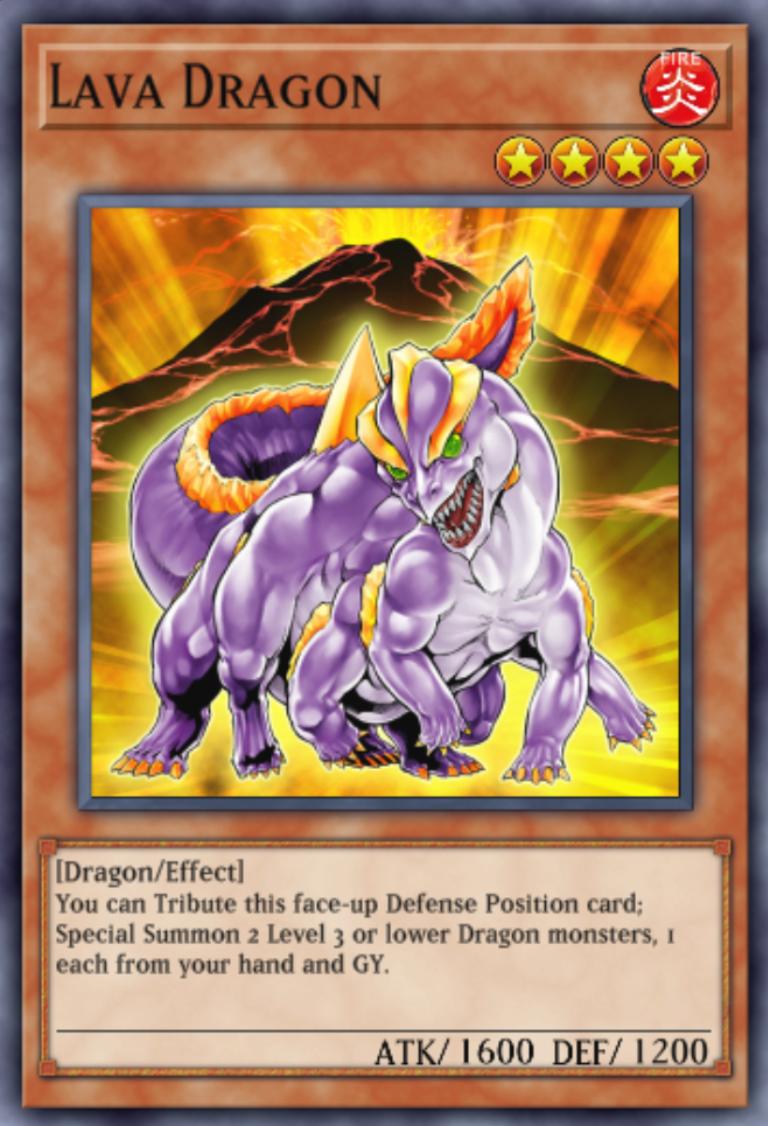 Lava Dragon
FIRE
炎
[Dragon/Effect]
You can Tribute this face-up Defense Position card;
Special Summon 2 Level 3 or lower Dragon monsters, 1
each from your hand and GY.
ATK/ 1600 DEF/ 1200